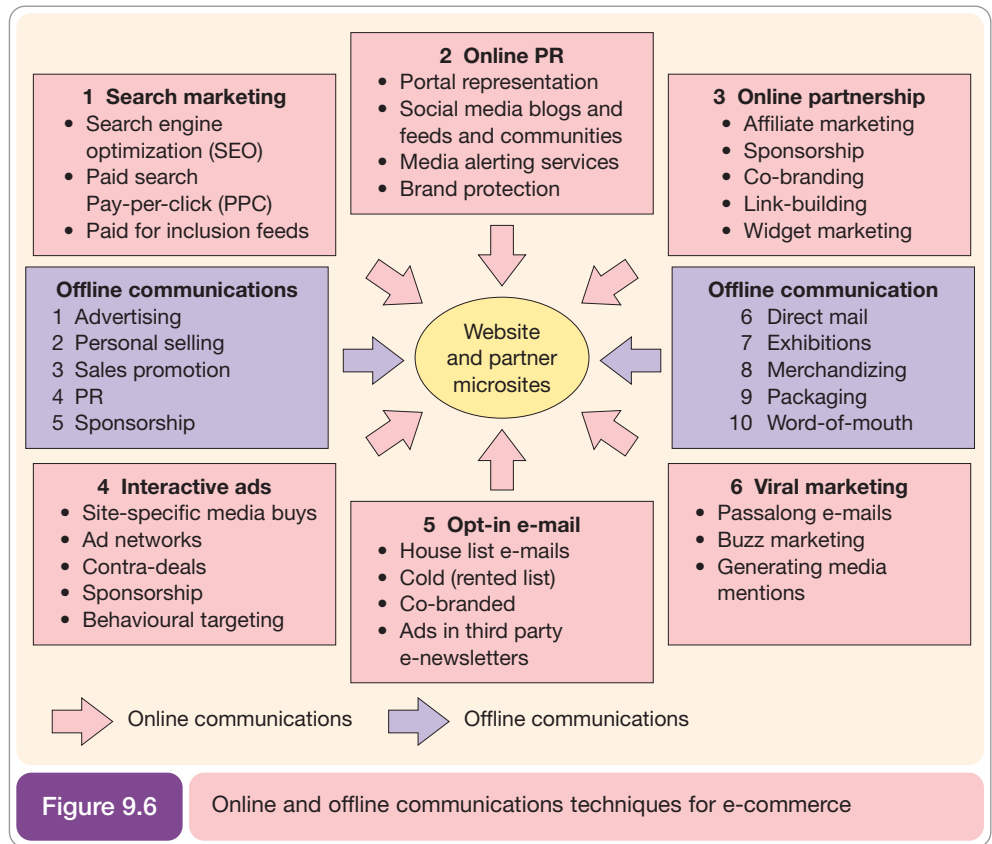 1 Search marketing
• Search engine
optimization (SEO)
• Paid search
Pay-per-click (PPC)
• Paid for inclusion feeds
2 Online PR
• Portal representation
• Social media blogs and
feeds and communities
• Media alerting services
• Brand protection
3 Online partnership
• Affiliate marketing
• Sponsorship
• Co-branding
• Link-building
• Widget marketing
Offline communications
1 Advertising
2 Personal selling
3 Sales promotion
4 PR
5 Sponsorship
Website
and partner
microsites
Offline communication
6 Direct mail
7 Exhibitions
8 Merchandizing
9 Packaging
10 Word-of-mouth
4 Interactive ads
• Site-specific media buys
• Ad networks
• Contra-deals
• Sponsorship
• Behavioural targeting
5 Opt-in e-mail
• House list e-mails
• Cold (rented list)
• Co-branded
• Ads in third party
e-newsletters
6 Viral marketing
• Passalong e-mails
• Buzz marketing
• Generating media
mentions
Online communications
Offline communications
Figure 9.6
Online and offline communications techniques for e-commerce